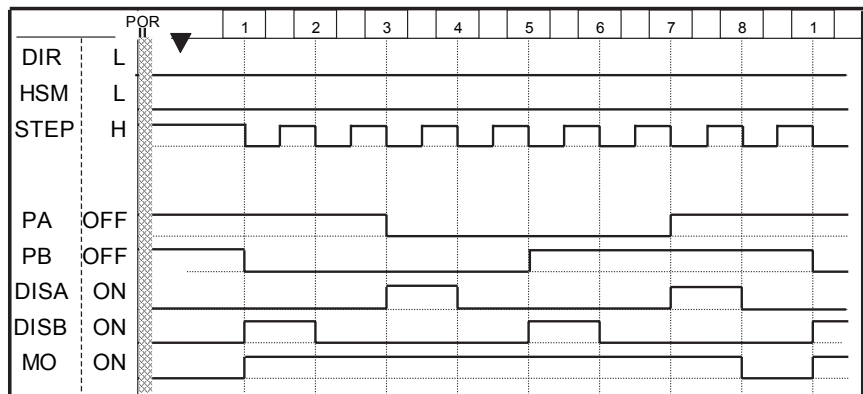 POR
1 2 3 4 5 6 7 8 1
DIR L
HSM L
STEP H
PA OFF
PB OFF
DISA ON
DISB ON
MO ON